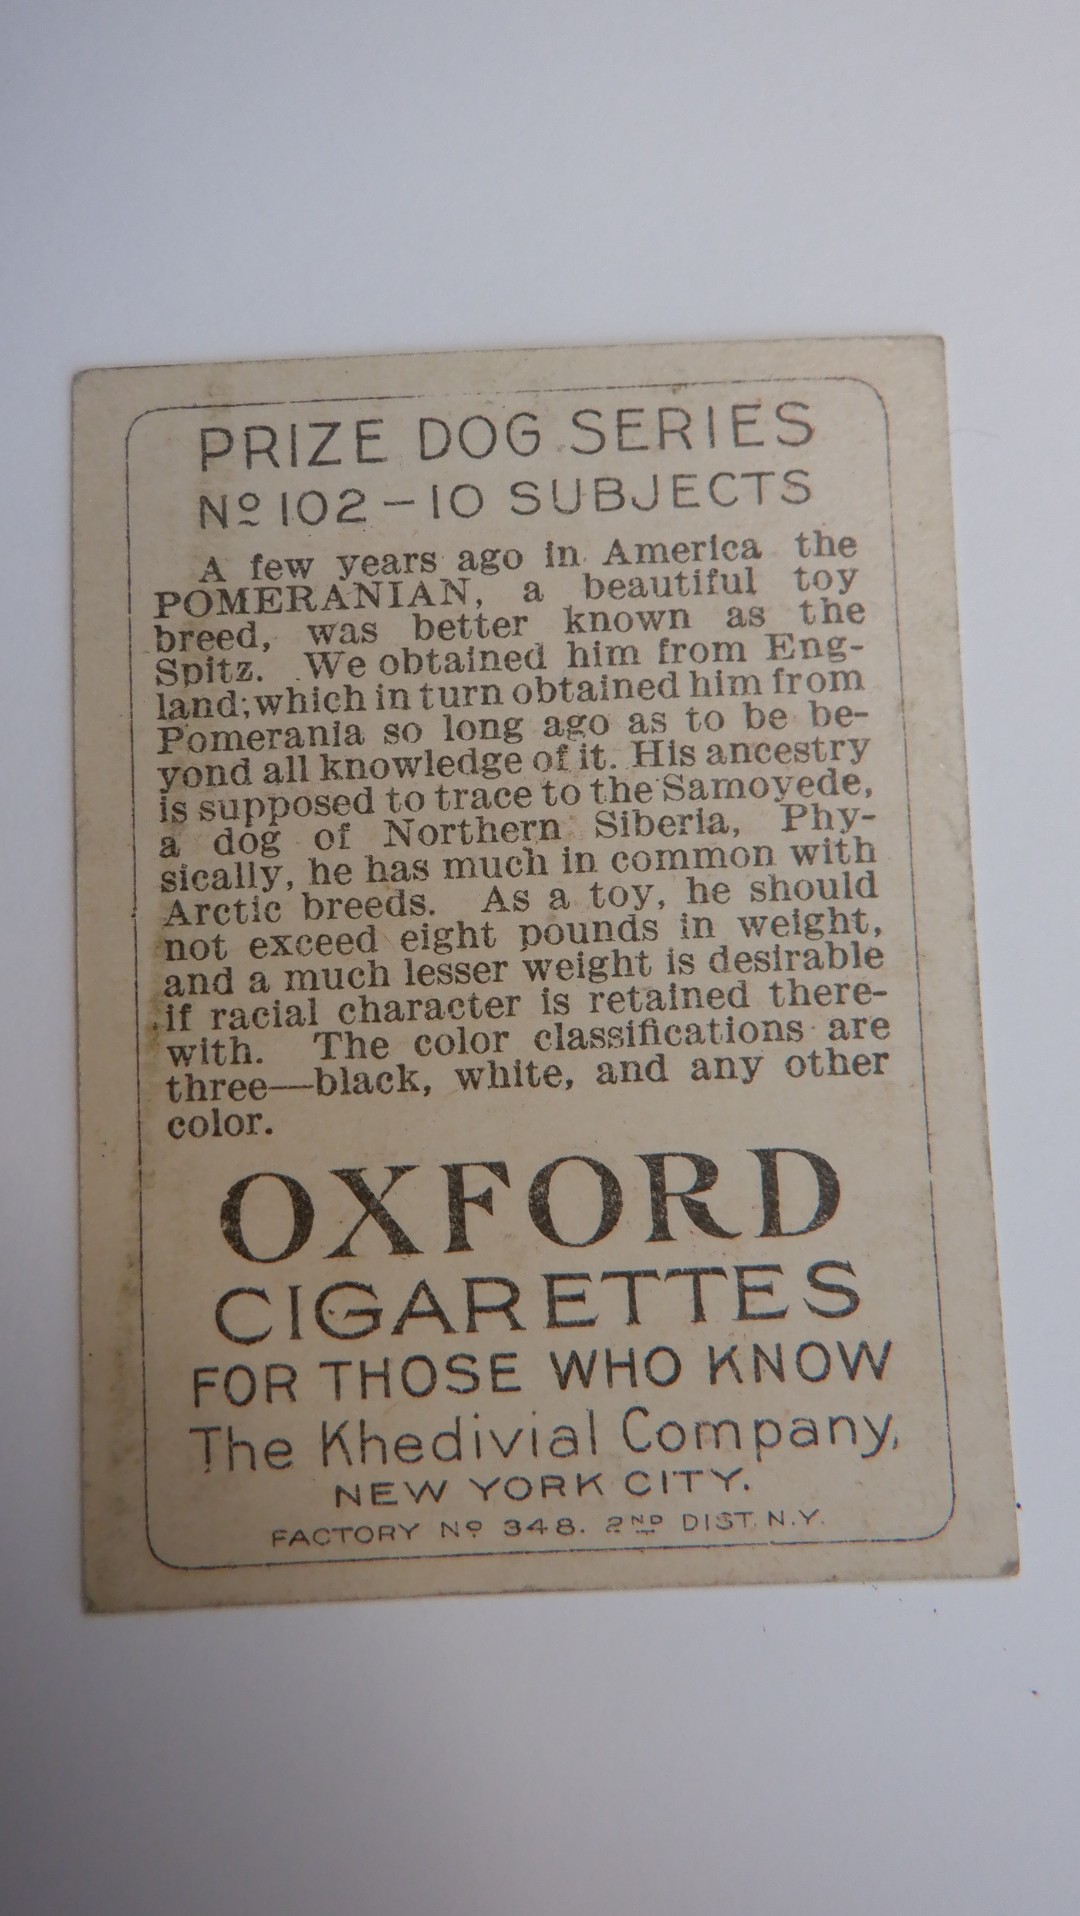 PRIZE DOG SERIES
Nº 102 - 10 SUBJECTS
A few years ago in America the
POMERANIAN, a beautiful toy
breed, was better known as the
Spitz. We obtained him from Eng-
land; which in turn obtained him from
Pomerania so long ago as to be be-
yond all knowledge of it. His ancestry
is supposed to trace to the Samoyede,
a dog of Northern Siberia, Phy-
sically, he has much in common with
Arctic breeds. As a toy, he should
not exceed eight pounds in weight,
and a much lesser weight is desirable
if racial character is retained there-
with. The color classifications are
three—black, white, and any other
color.
OXFORD
CIGARETTES
FOR THOSE WHO KNOW
The Khedivial Company,
NEW YORK CITY.
FACTORY Nº 348. 2ND DIST. N.Y.